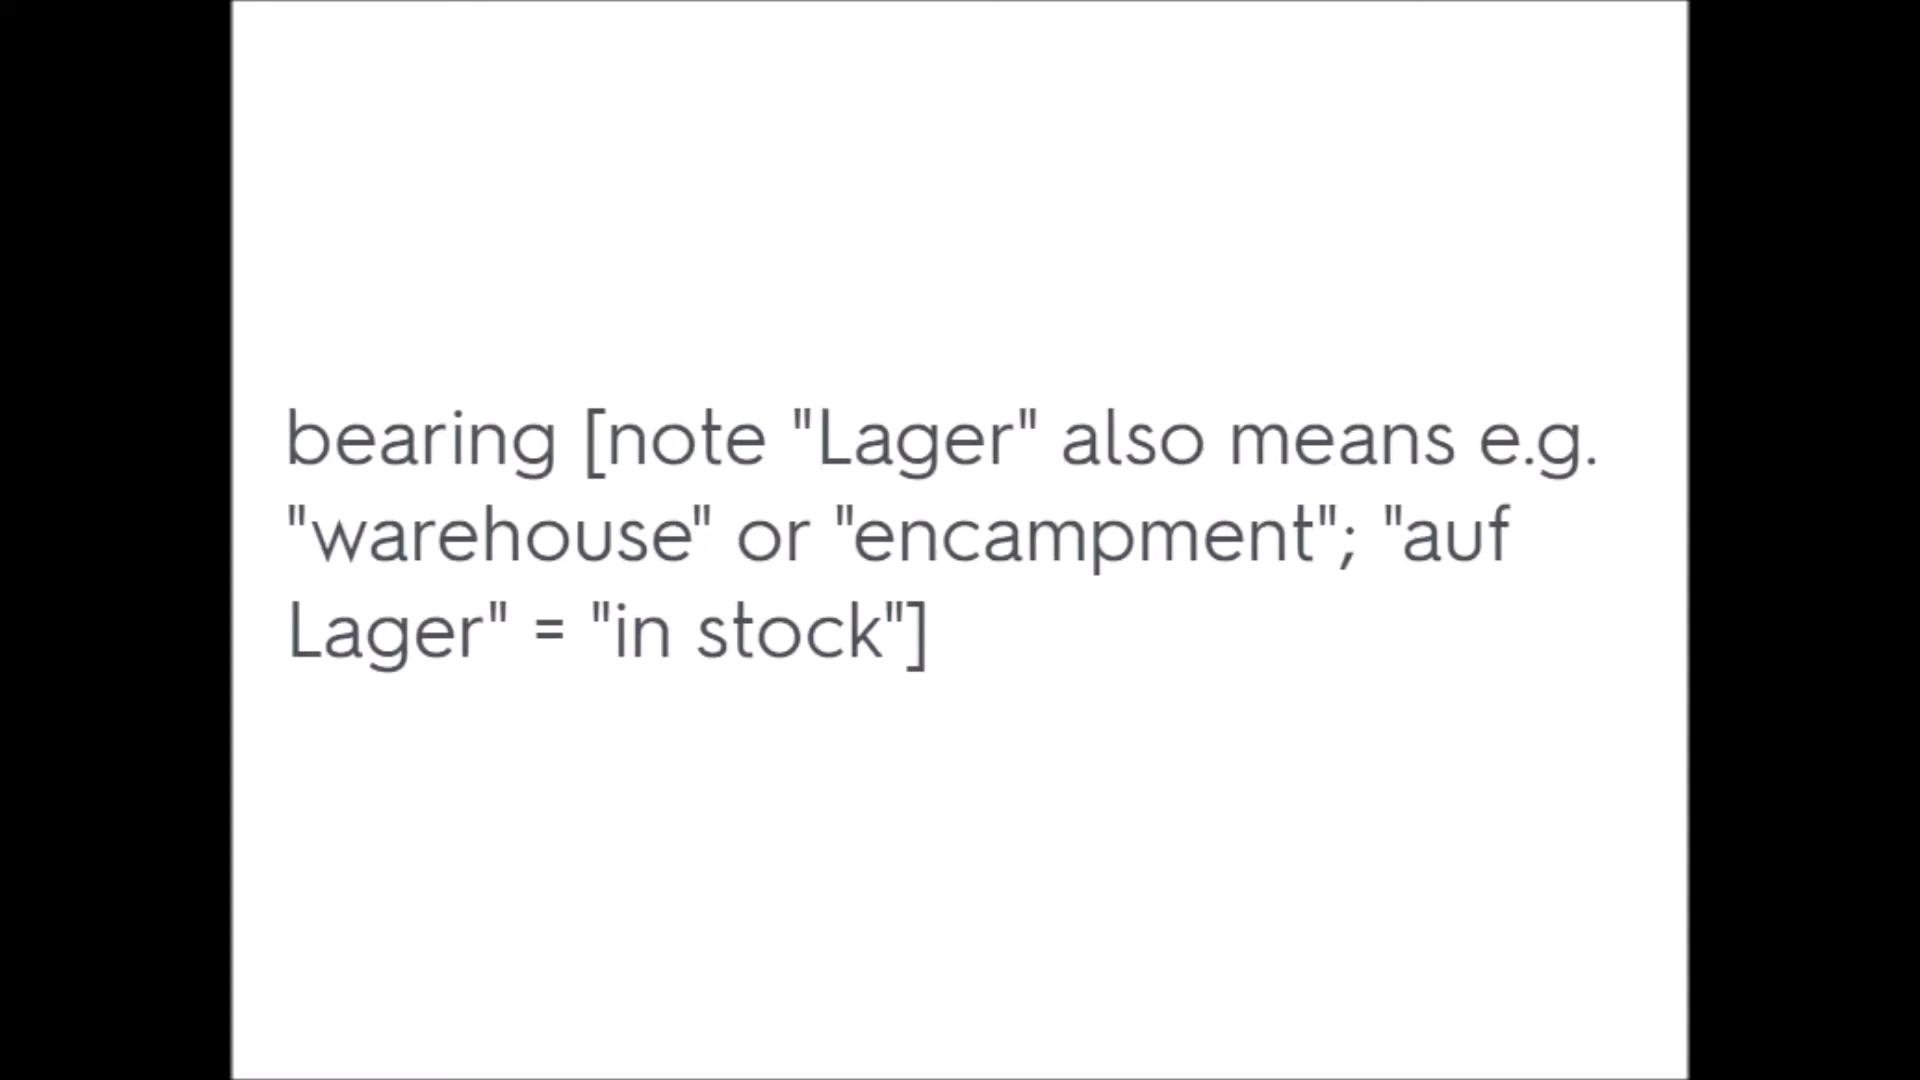 bearing [note "Lager" also means e.g.
"warehouse" or "encampment"; "auf
Lager" = "in stock"]